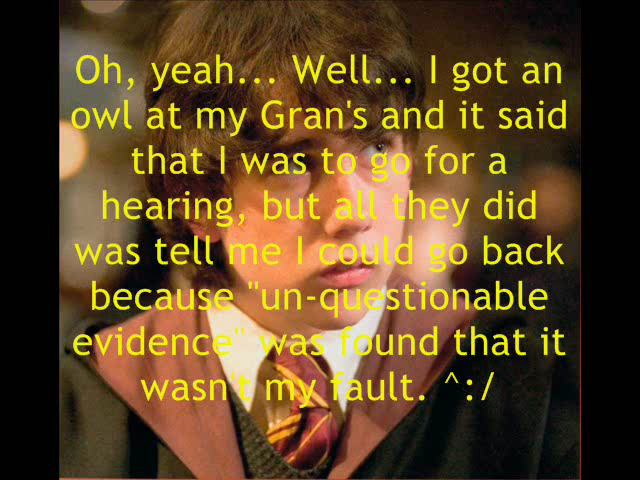 Oh, yeah... Well... I got an
owl at my Gran's and it said
that I was to go for a
hearing, but all they did
was tell me I could go back
because "un-questionable
evidence" was found that it
wasn't my fault. ^:/